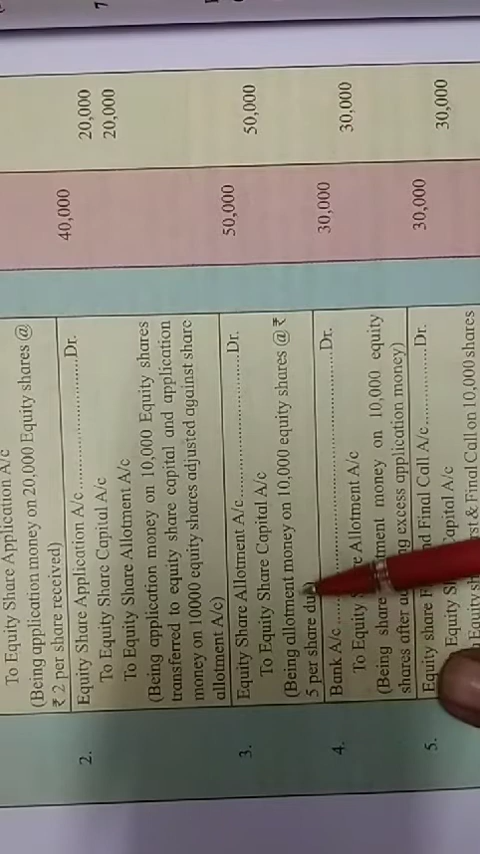 To Equity Share Application A/c
(Being application money on 20,000 Equity shares @
₹ 2 per share received)
2. Equity Share Application A/c..............................Dr. 40,000
To Equity Share Capital A/c 20,000
To Equity Share Allotment A/c 20,000
(Being application money on 10,000 Equity shares
transferred to equity share capital and application
money on 10000 equity shares adjusted against share
allotment A/c)
3. Equity Share Allotment A/c..............................Dr. 50,000
To Equity Share Capital A/c 50,000
(Being allotment money on 10,000 equity shares @ ₹
5 per share due)
4. Bank A/c ..............................Dr. 30,000
To Equity Allotment A/c 30,000
(Being share money on 10,000 equity
shares after excess application money)
5. Equity share Final Call A/c............Dr. 30,000
Equity Capital A/c 30,000
& Final Call on 10,000 shares
7